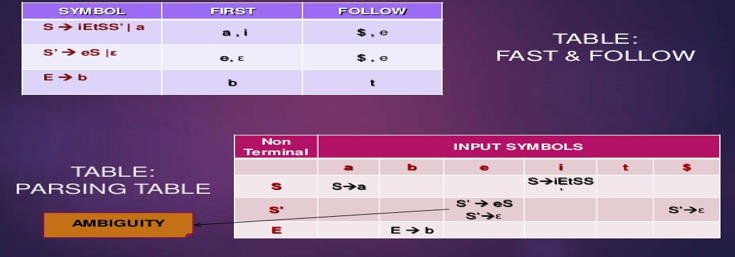 SYMBOL FIRST FOLLOW
S → iEtSS' | a a , i $ , e
S' → eS |ε e, ε $ , e
E → b b t
TABLE:
FAST & FOLLOW
TABLE:
PARSING TABLE
AMBIGUITY
Non
Terminal INPUT SYMBOLS
a b e i t $
S S→a S→iEtSS
'
S' S' → eS S'→ε
S'→ε
E E → b